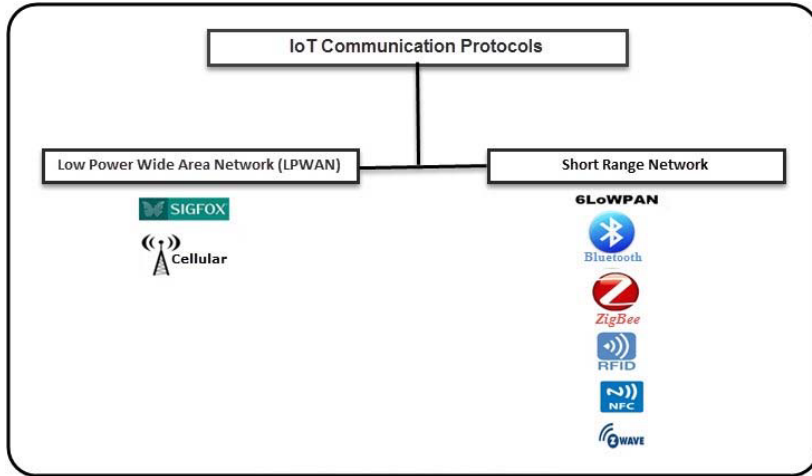 IoT Communication Protocols
Low Power Wide Area Network (LPWAN)
SIGFOX
Cellular
Short Range Network
6LoWPAN
Bluetooth
ZigBee
RFID
NFC
ZWAVE